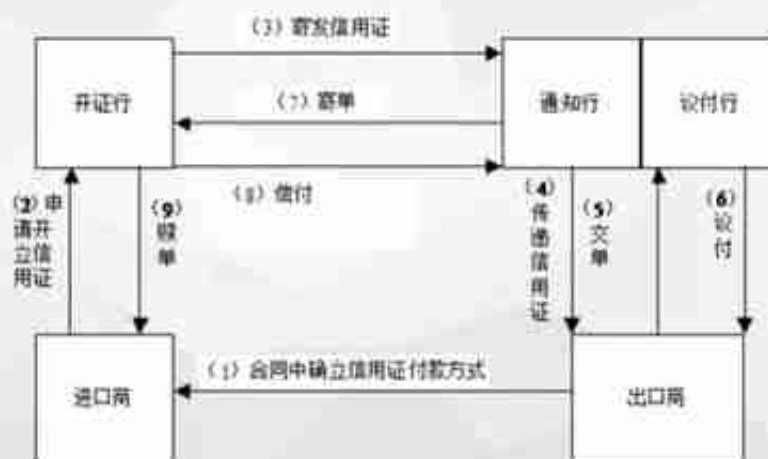 (3) 寄发信用证
开证行
(7) 寄单
通知行
议付行
(8) 偿付
(2) 申
请开
立信
用证
(9)
赎
单
(4)
传
递
信
用
证
(5)
交
单
(6)
议
付
(1) 合同中确立信用证付款方式
进口商
出口商